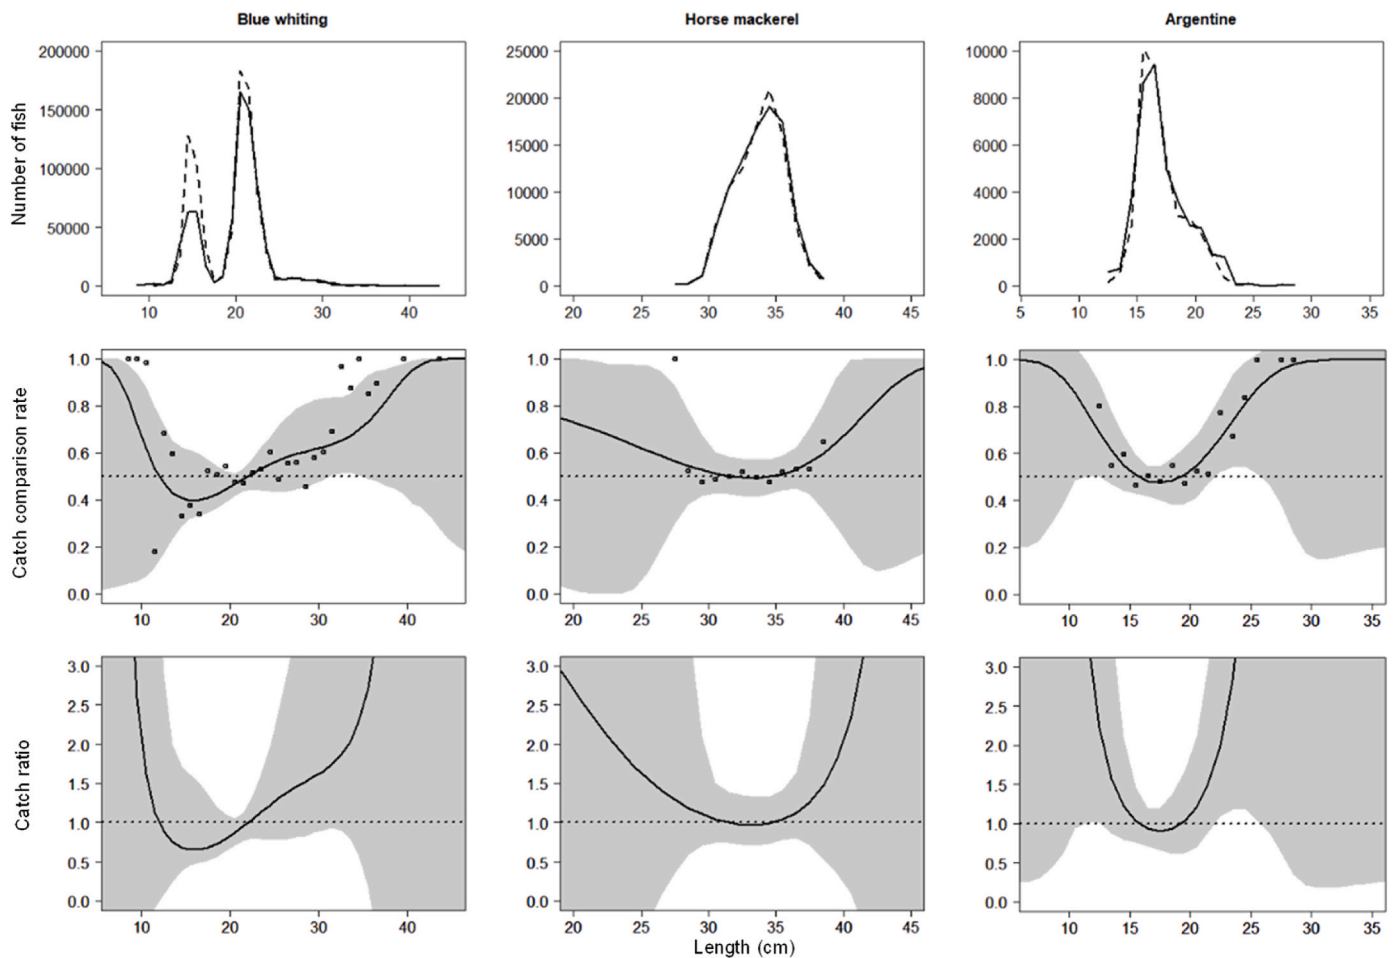 Blue whiting Horse mackerel Argentine
Number of fish
200000 150000 100000 50000 0
10 20 30 40
25000 20000 15000 10000 5000 0
20 25 30 35 40 45
10000 8000 6000 4000 2000 0
5 10 15 20 25 30 35
Catch comparison rate
1.0 0.8 0.6 0.4 0.2 0.0
10 20 30 40
1.0 0.8 0.6 0.4 0.2 0.0
20 25 30 35 40 45
1.0 0.8 0.6 0.4 0.2 0.0
10 15 20 25 30 35
Catch ratio
3.0 2.5 2.0 1.5 1.0 0.5 0.0
10 20 30 40
3.0 2.5 2.0 1.5 1.0 0.5 0.0
20 25 30 35 40 45
3.0 2.5 2.0 1.5 1.0 0.5 0.0
10 15 20 25 30 35
Length (cm)